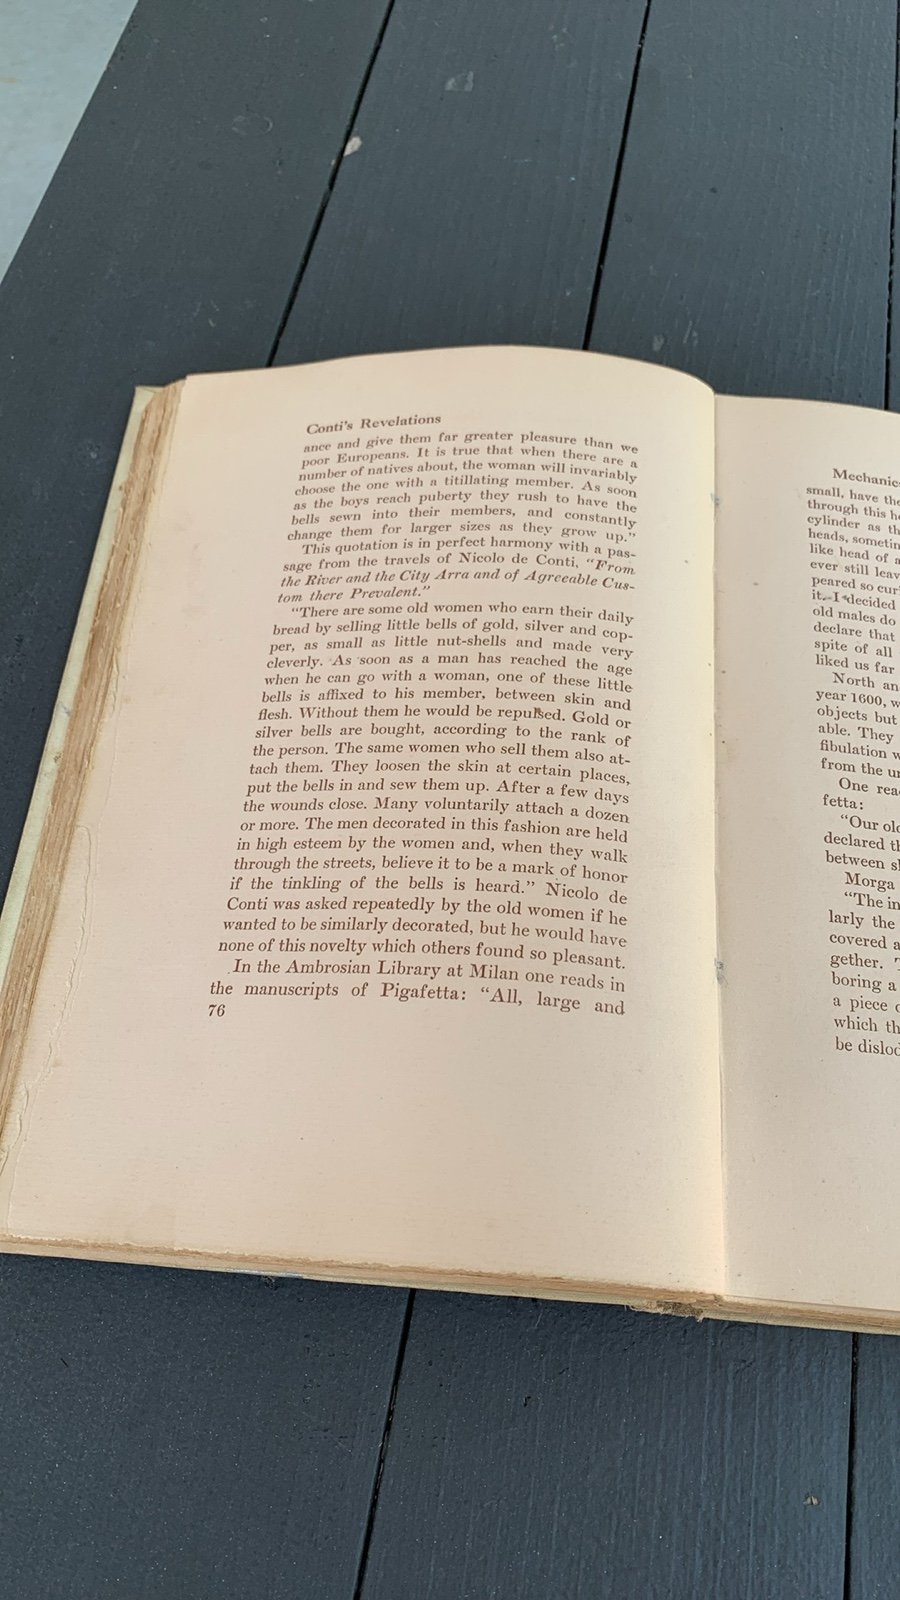 Conti's Revelations
ance and give them far greater pleasure than we
poor Europeans. It is true that when there are a
number of natives about, the woman will invariably
choose the one with a titillating member. As soon
as the boys reach puberty they rush to have the
bells sewn into their members, and constantly
change them for larger sizes as they grow up."
This quotation is in perfect harmony with a pas-
sage from the travels of Nicolo de Conti, "From
the River and the City Arra and of Agreeable Cus-
tom there Prevalent."
"There are some old women who earn their daily
bread by selling little bells of gold, silver and cop-
per, as small as little nut-shells and made very
cleverly. As soon as a man has reached the age
when he can go with a woman, one of these little
bells is affixed to his member, between skin and
flesh. Without them he would be repulsed. Gold or
silver bells are bought, according to the rank of
the person. The same women who sell them also at-
tach them. They loosen the skin at certain places,
put the bells in and sew them up. After a few days
the wounds close. Many voluntarily attach a dozen
or more. The men decorated in this fashion are held
in high esteem by the women and, when they walk
through the streets, believe it to be a mark of honor
if the tinkling of the bells is heard." Nicolo de
Conti was asked repeatedly by the old women if he
wanted to be similarly decorated, but he would have
none of this novelty which others found so pleasant.
In the Ambrosian Library at Milan one reads in
the manuscripts of Pigafetta: "All, large and
76
Mechanic
small, have the
through this h
cylinder as th
heads, sometin
like head of a
ever still leav
peared so cur
it. I decided
old males do
declare that
spite of all
liked us far
North an
year 1600, w
objects but
able. They
fibulation w
from the u
One rea
fetta:
"Our old
declared th
between s
Morga
"The in
larly the
covered a
gether. T
boring a
a piece
which th
be dislod